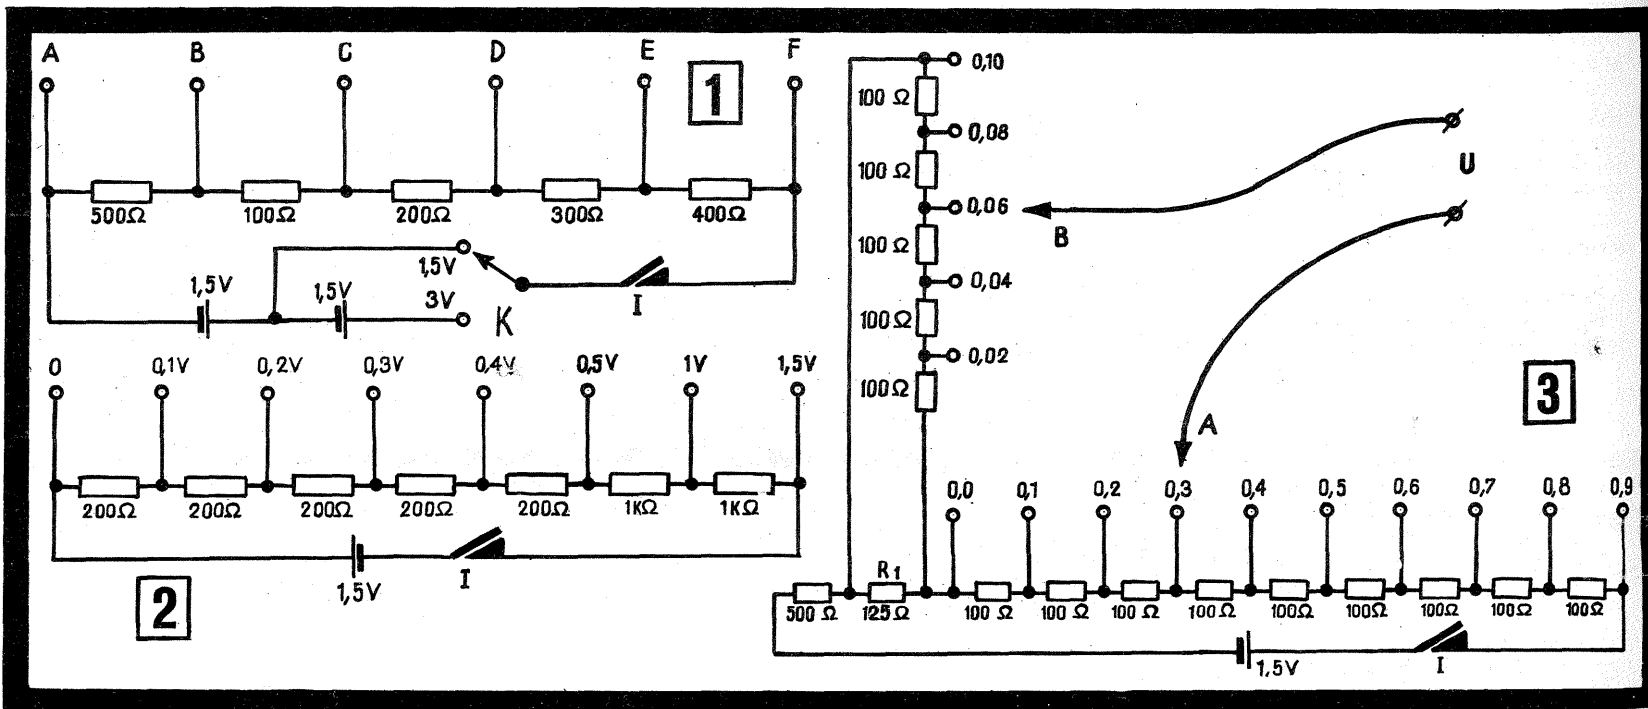 A B C D E F
1
500Ω 100Ω 200Ω 300Ω 400Ω
1,5V 1,5V 1,5V
3V K I
0 0,1V 0,2V 0,3V 0,4V 0,5V 1V 1,5V
200Ω 200Ω 200Ω 200Ω 200Ω 1KΩ 1KΩ
1,5V I
2
0,10
100 Ω
0,08
100 Ω
0,06
100 Ω
0,04
100 Ω
0,02
100 Ω
B U
A
3
0,0 0,1 0,2 0,3 0,4 0,5 0,6 0,7 0,8 0,9
R1
500 Ω 125Ω 100 Ω 100 Ω 100 Ω 100 Ω 100Ω 100Ω 100Ω 100Ω 100Ω
1,5V I